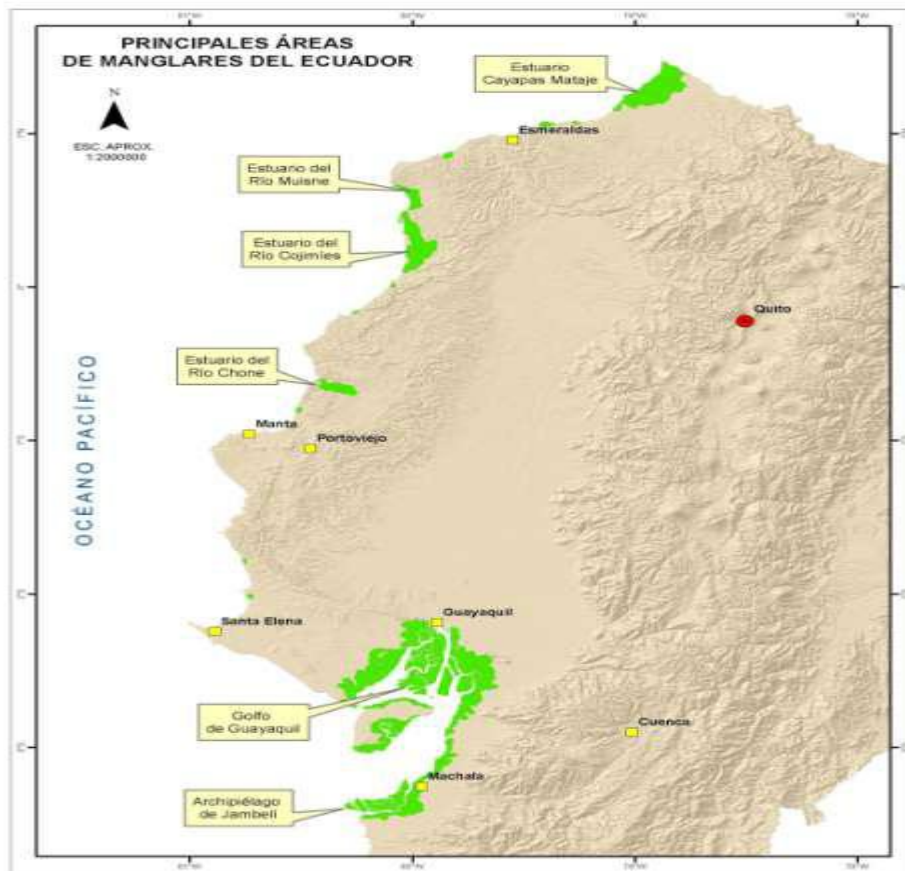 PRINCIPALES ÁREAS
DE MANGLARES DEL ECUADOR
N
ESC. APROX.
1:2000000
Estuario
Cayapas Mataje
Esmeraldas
Estuario del
Río Muisne
Estuario del
Río Cojimíes
Quito
Estuario del
Río Chone
Manta
Portoviejo
OCÉANO PACÍFICO
Guayaquil
Santa Elena
Golfo
de Guayaquil
Cuenca
Machala
Archipiélago
de Jambelí